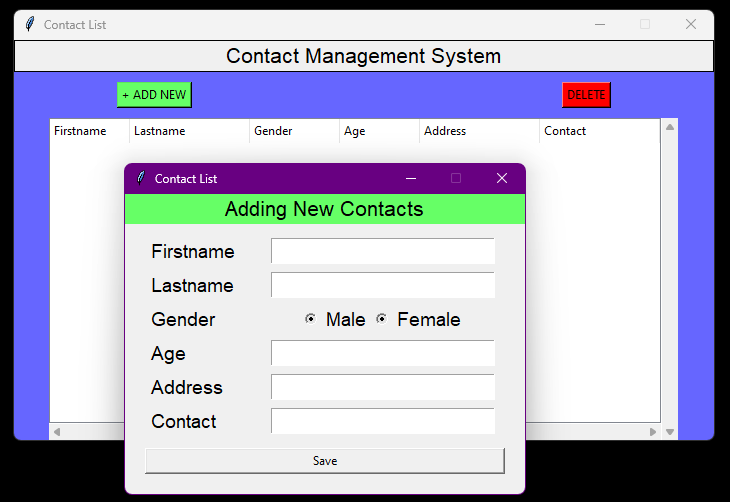 Contact List
Contact Management System
+ ADD NEW DELETE
Firstname Lastname Gender Age Address Contact
Contact List
Adding New Contacts
Firstname
Lastname
Gender Male Female
Age
Address
Contact
Save